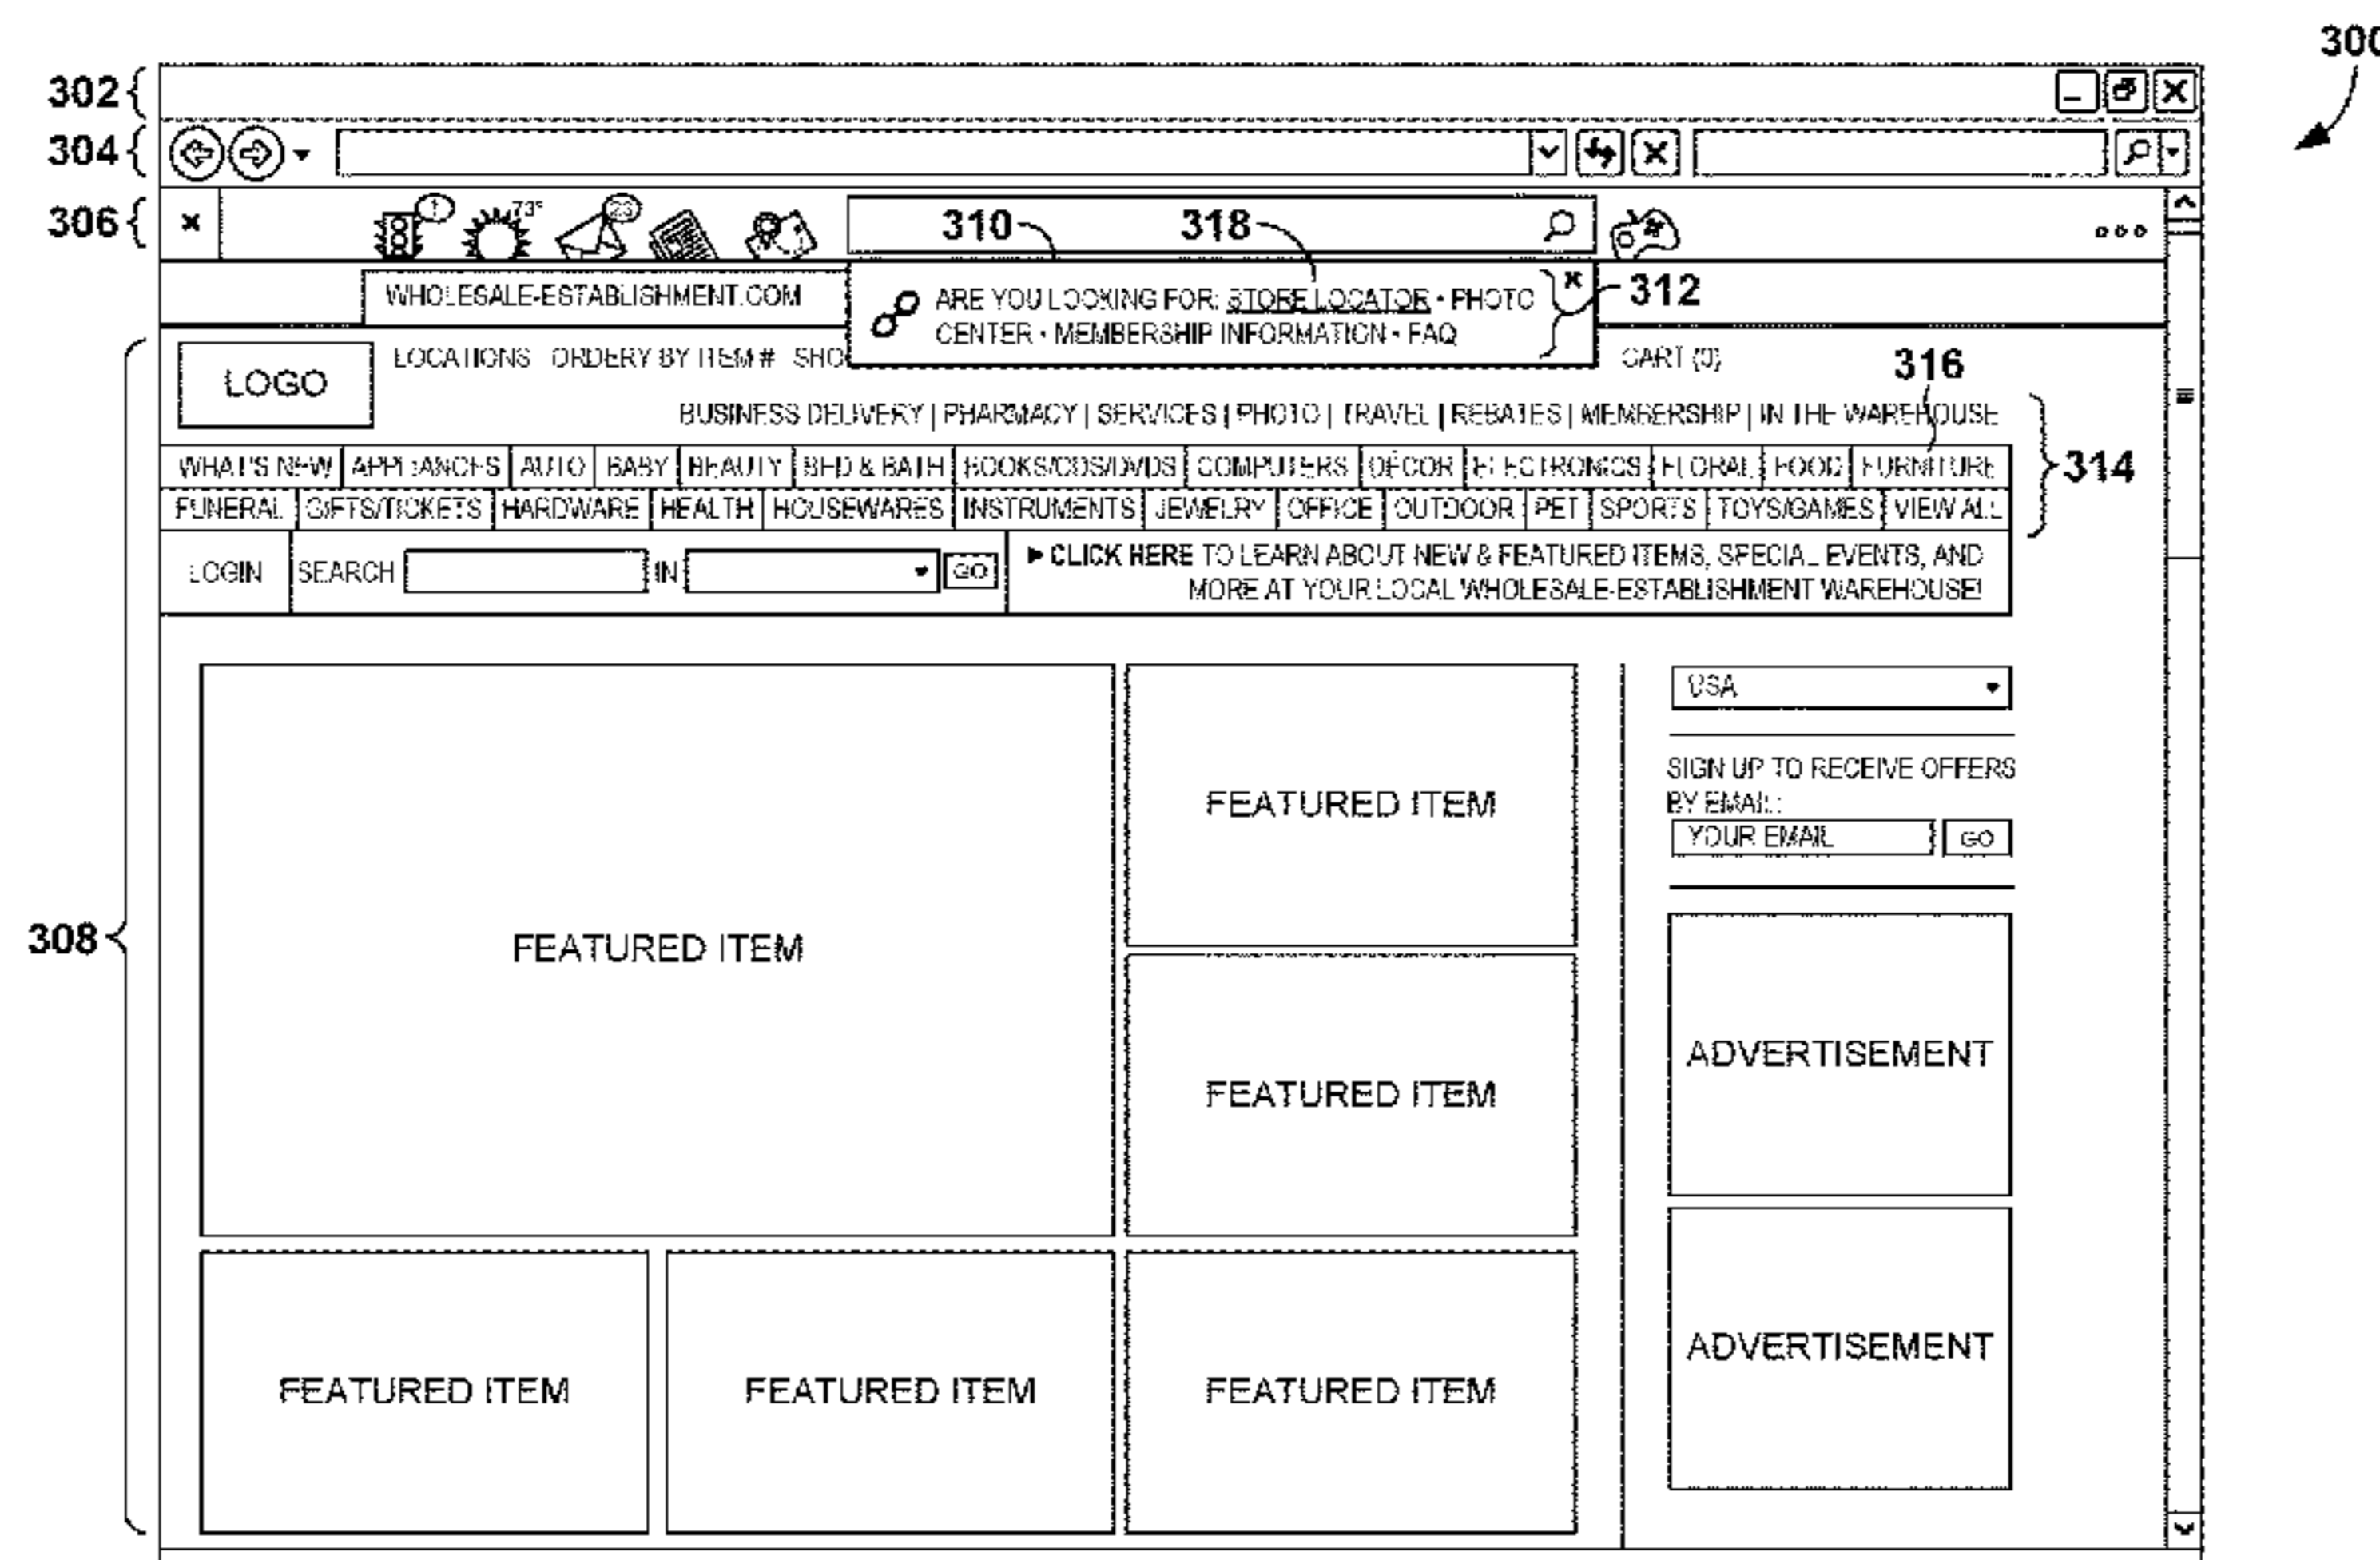 300
302
304
306 ! 73° 23 310 318
WHOLESALE-ESTABLISHMENT.COM ARE YOU LOOKING FOR: STORE LOCATOR • PHOTO 312
CENTER • MEMBERSHIP INFORMATION • FAQ
LOGO LOCATIONS ORDERY BY ITEM # SHO CART (0) 316
BUSINESS DELIVERY | PHARMACY | SERVICES | PHOTO | TRAVEL | REBATES | MEMBERSHIP | IN THE WAREHOUSE
WHAT'S NEW APPLIANCES AUTO BABY BEAUTY BED & BATH BOOKS/CDS/DVDS COMPUTERS DÉCOR ELECTRONICS FLORAL FOOD FURNITURE 314
FUNERAL GIFTS/TICKETS HARDWARE HEALTH HOUSEWARES INSTRUMENTS JEWELRY OFFICE OUTDOOR PET SPORTS TOYS/GAMES VIEW ALL
LOGIN SEARCH IN GO ►CLICK HERE TO LEARN ABOUT NEW & FEATURED ITEMS, SPECIAL EVENTS, AND
MORE AT YOUR LOCAL WHOLESALE-ESTABLISHMENT WAREHOUSE!
USA
SIGN UP TO RECEIVE OFFERS
BY EMAIL:
YOUR EMAIL GO
FEATURED ITEM
308
FEATURED ITEM
FEATURED ITEM
ADVERTISEMENT
ADVERTISEMENT
FEATURED ITEM FEATURED ITEM FEATURED ITEM